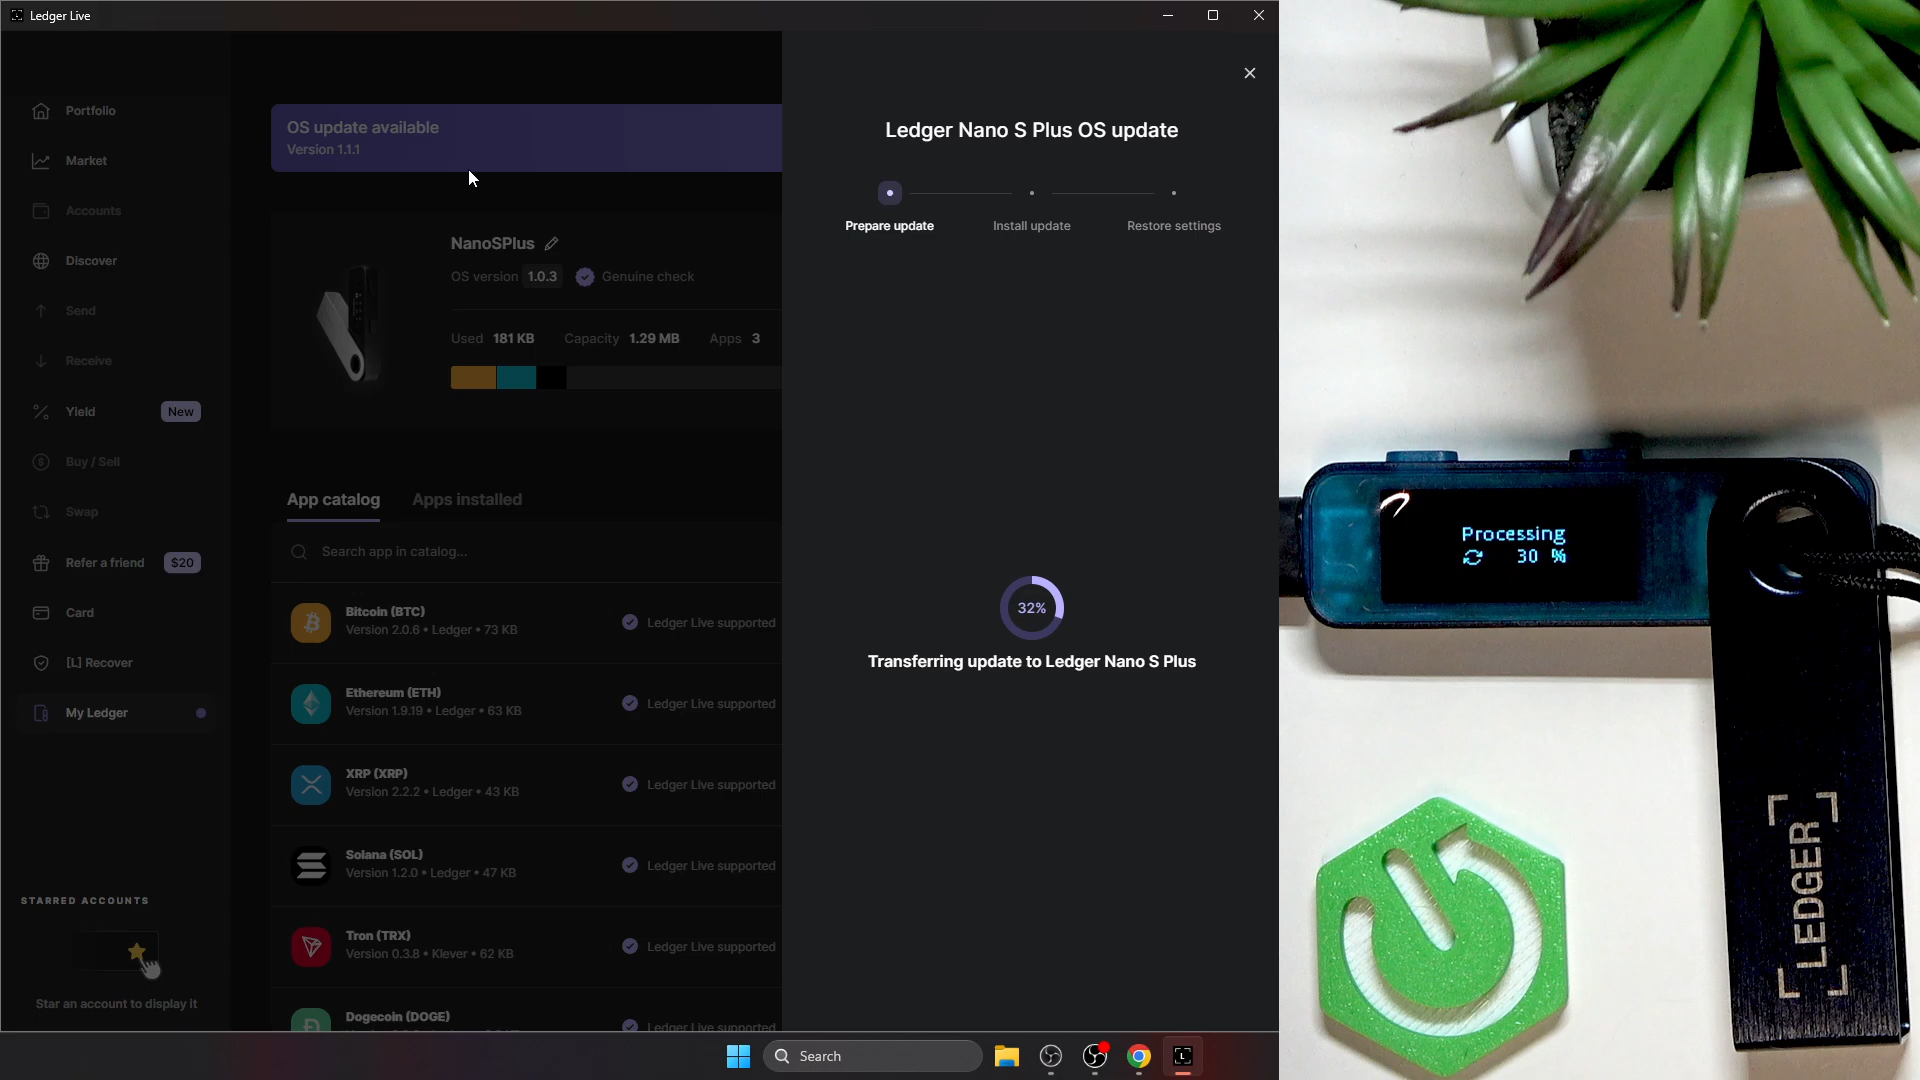 Ledger Live
Portfolio
Market
Accounts
Discover
Send
Receive
Yield
New
Buy / Sell
Swap
Refer a friend
$20
Card
[L] Recover
My Ledger
STARRED ACCOUNTS
Star an account to display it
OS update available
Version 1.1.1
NanoSPlus
OS version 1.0.3 Genuine check
Used 181 KB Capacity 1.29 MB Apps 3
App catalog Apps installed
Search app in catalog...
Bitcoin (BTC)
Version 2.0.6 • Ledger • 73 KB
Ledger Live supported
Ethereum (ETH)
Version 1.9.19 • Ledger • 63 KB
Ledger Live supported
XRP (XRP)
Version 2.2.2 • Ledger • 43 KB
Ledger Live supported
Solana (SOL)
Version 1.2.0 • Ledger • 47 KB
Ledger Live supported
Tron (TRX)
Version 0.3.8 • Klever • 62 KB
Ledger Live supported
Dogecoin (DOGE)
Ledger Live supported
Ledger Nano S Plus OS update
Prepare update
Install update
Restore settings
32%
Transferring update to Ledger Nano S Plus
Search
Processing
30 %
LEDGER